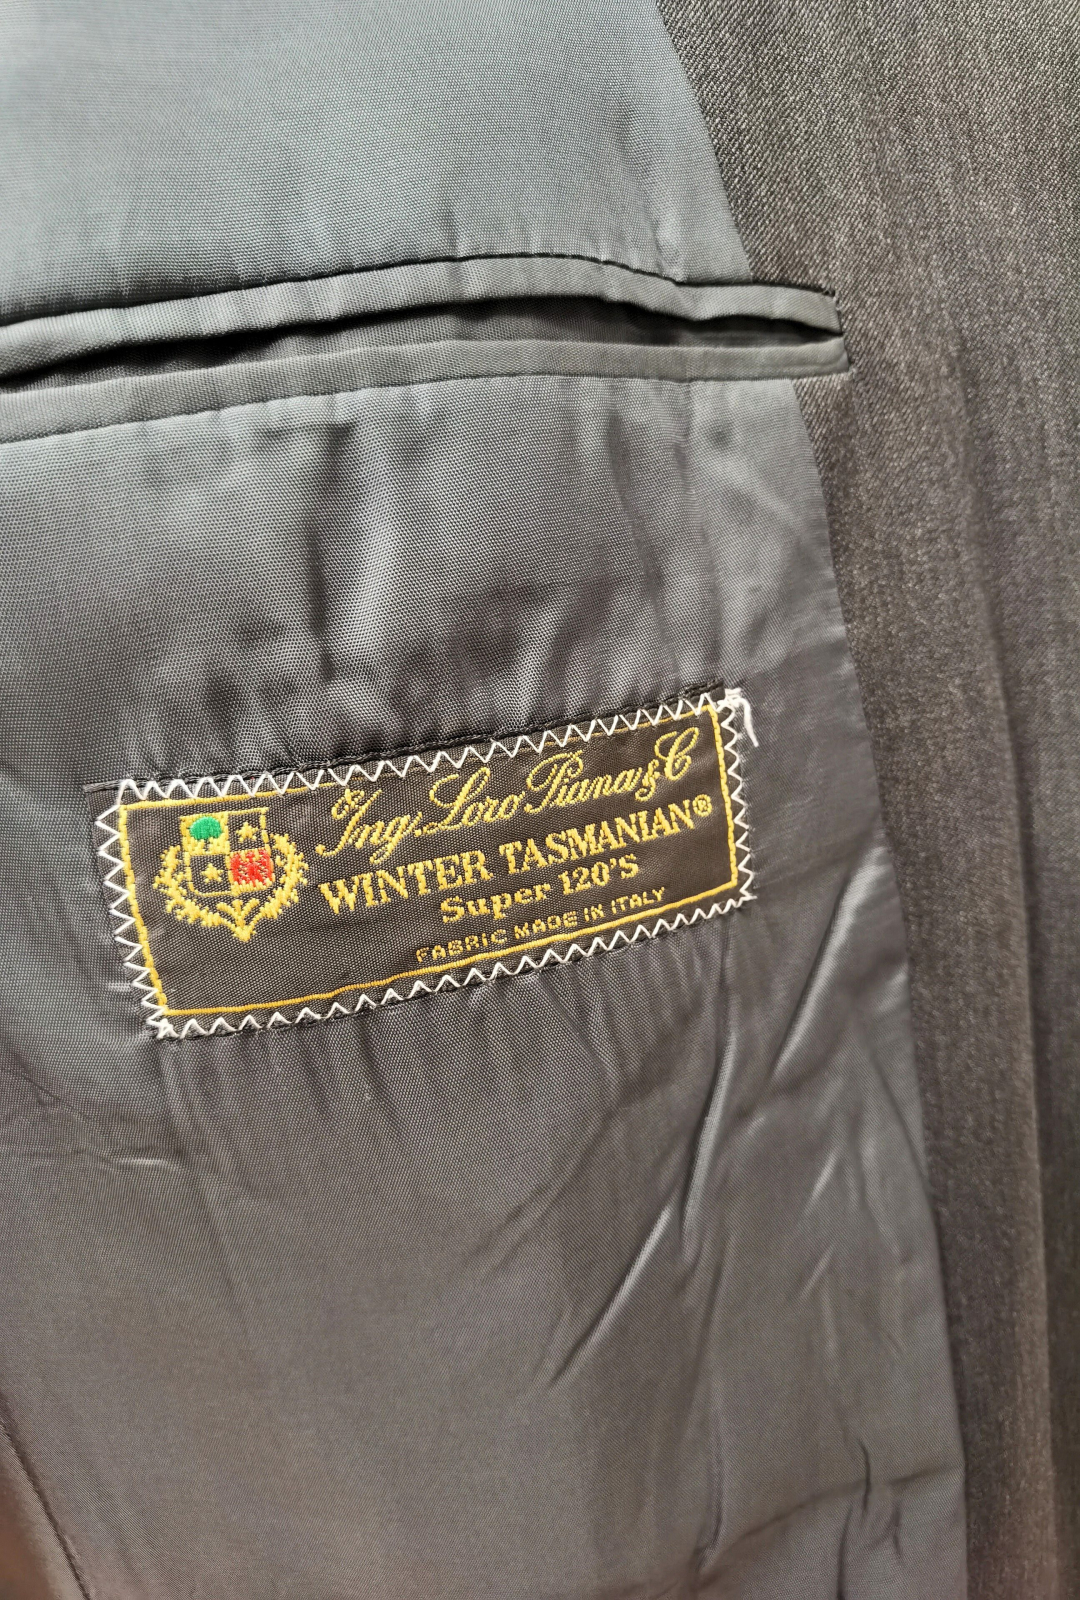 Ing. Loro Piana & C
WINTER TASMANIAN®
Super 120'S
FABRIC MADE IN ITALY